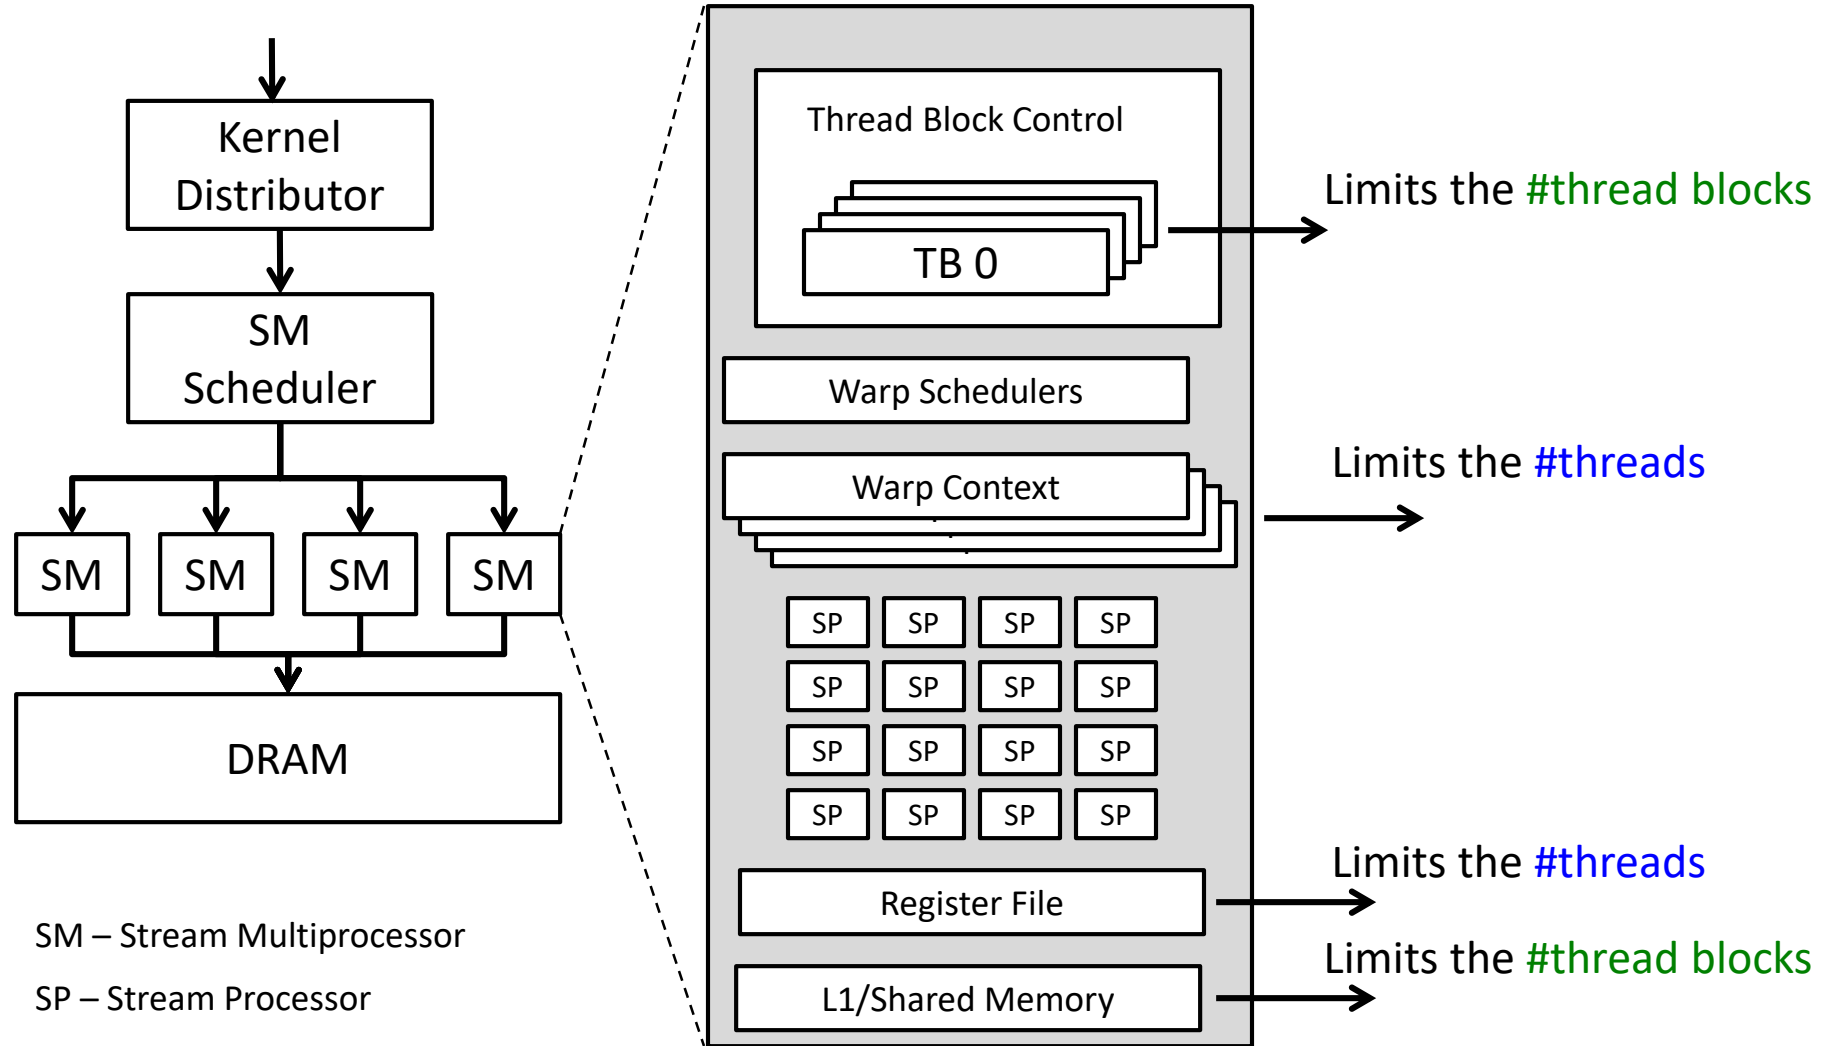 Kernel
Distributor
SM
Scheduler
SM SM SM SM
DRAM
SM – Stream Multiprocessor
SP – Stream Processor
Thread Block Control
TB 0
Warp Schedulers
Warp Context
SP SP SP SP
SP SP SP SP
SP SP SP SP
SP SP SP SP
Register File
L1/Shared Memory
Limits the #thread blocks
Limits the #threads
Limits the #threads
Limits the #thread blocks